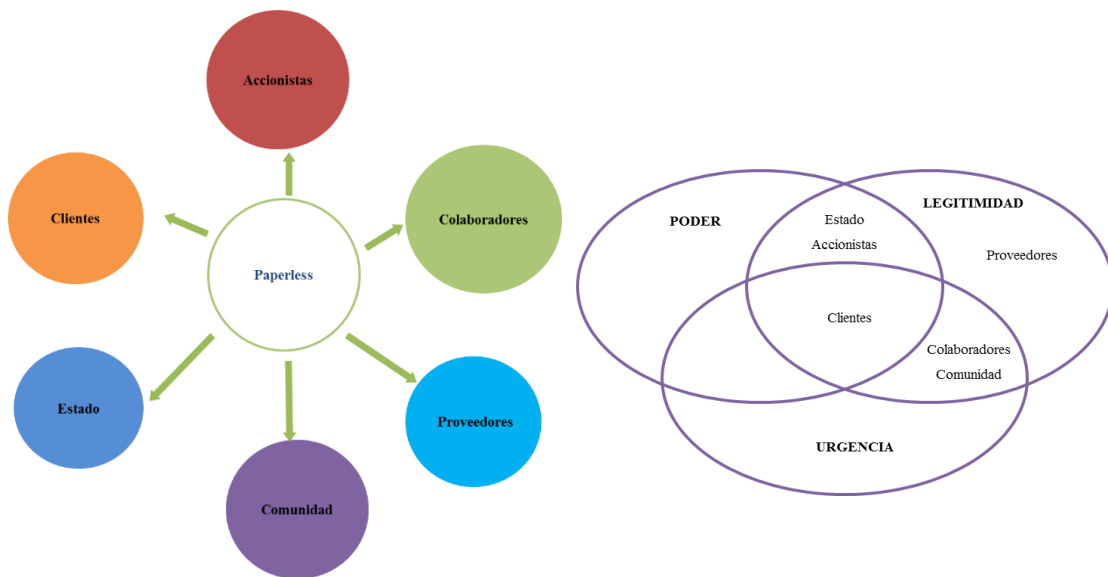 Accionistas
Clientes
Colaboradores
Paperless
Estado
Proveedores
Comunidad
PODER
LEGITIMIDAD
Estado
Accionistas
Proveedores
Clientes
Colaboradores
Comunidad
URGENCIA